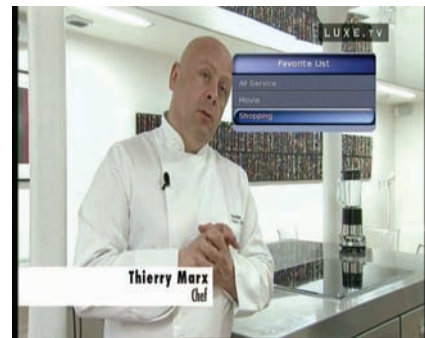 LUXE.TV
Favorite List
All Service
Movie
Shopping
Thierry Marx
Chef